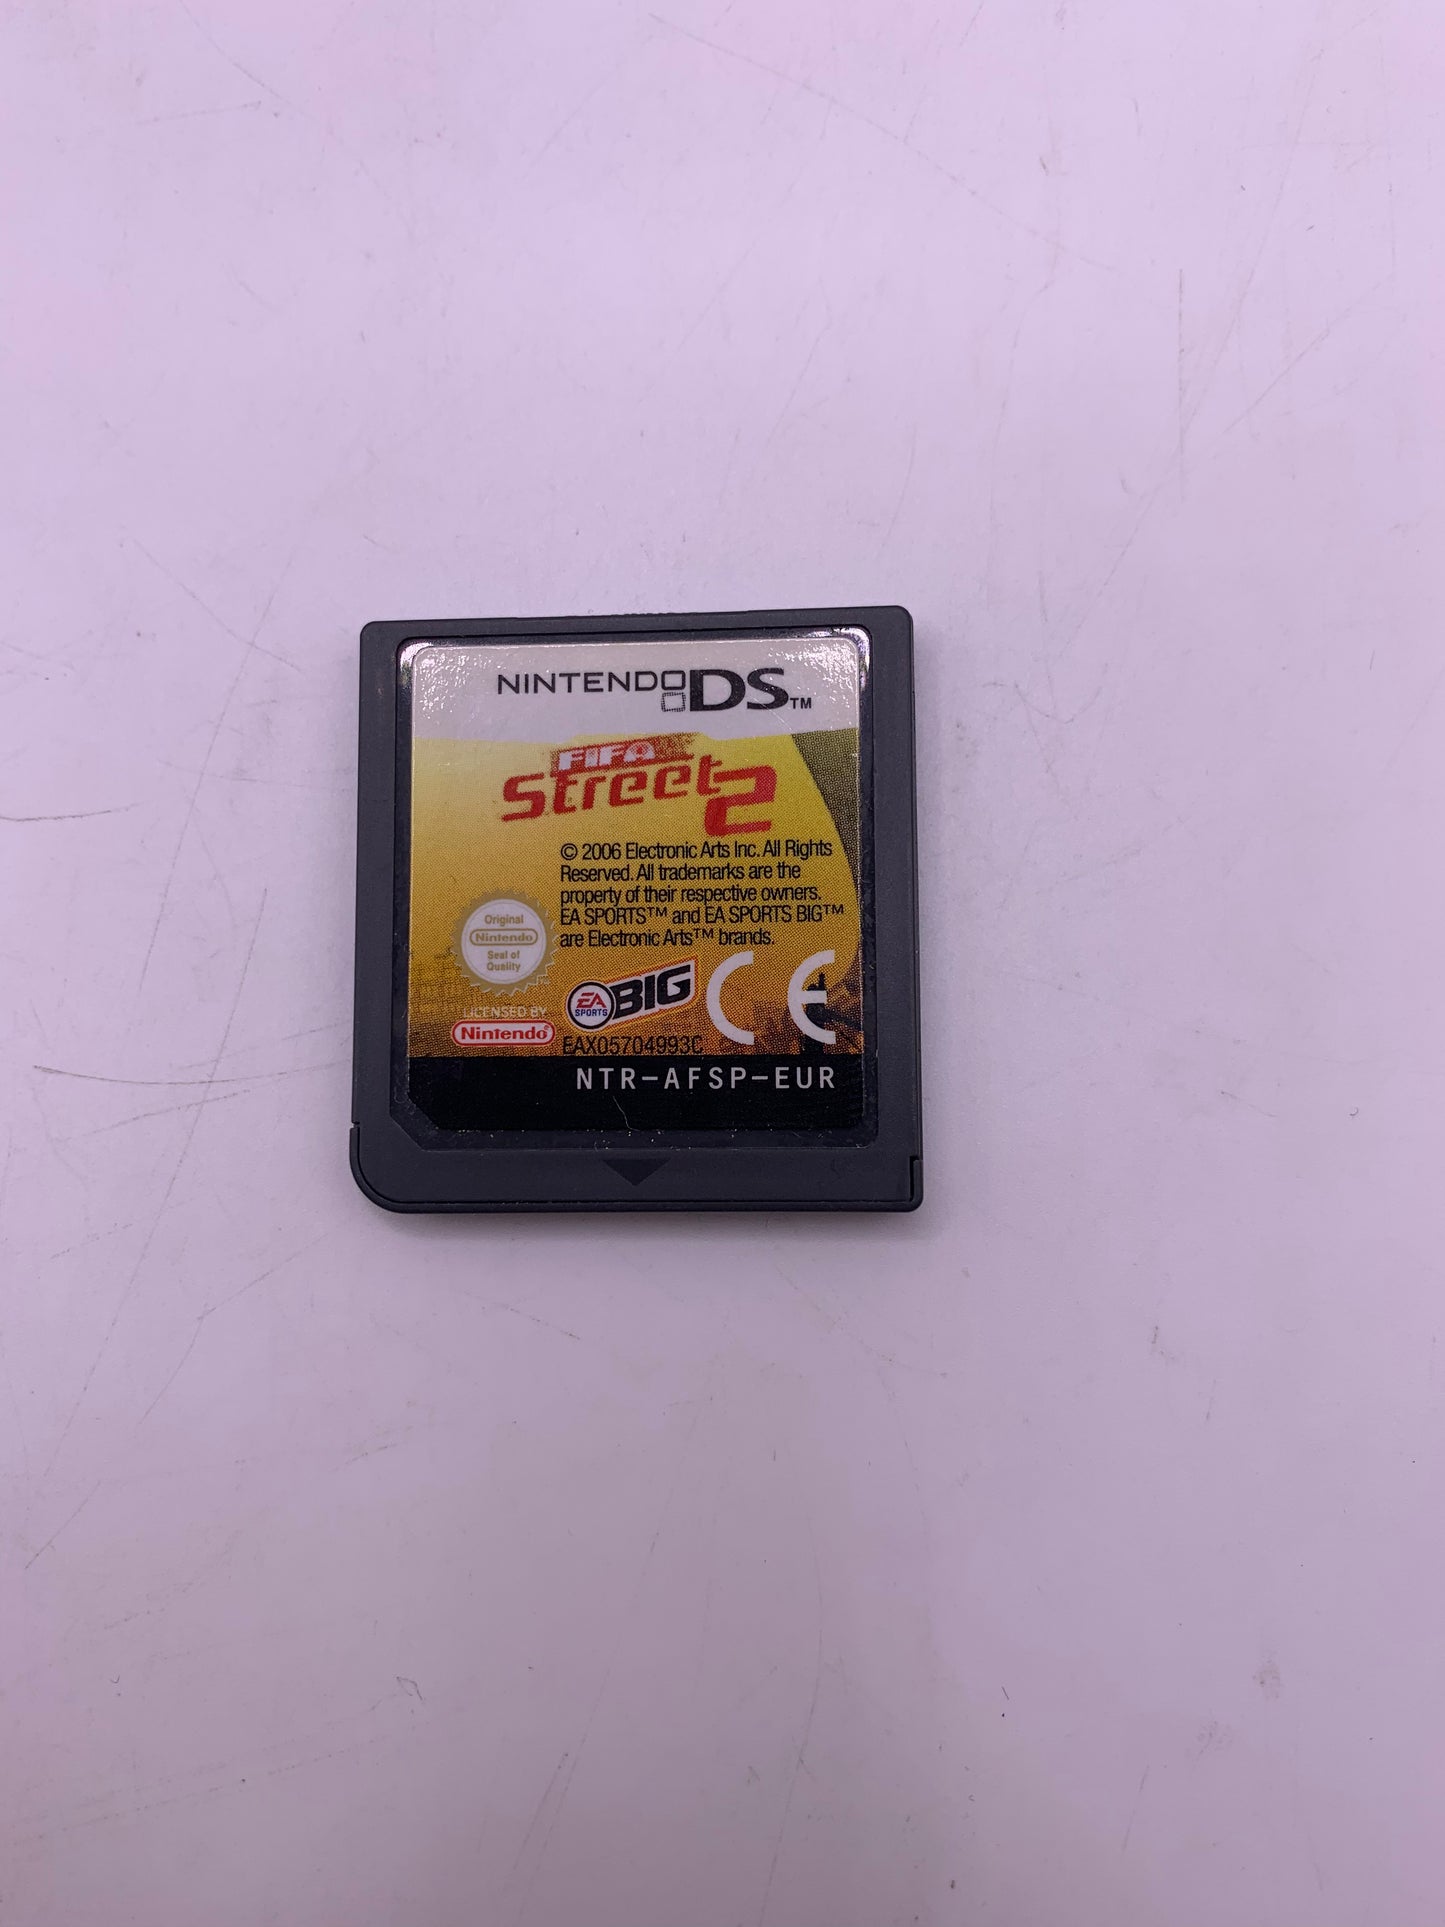 NINTENDO DS™
FIFA
Street 2
© 2006 Electronic Arts Inc. All Rights
Reserved. All trademarks are the
property of their respective owners.
EA SPORTS™ and EA SPORTS BIG™
are Electronic Arts™ brands.
Original
Nintendo
Seal of
Quality
LICENSED BY
Nintendo®
EA
SPORTS
BIG
CE
EAX05704993C
NTR-AFSP-EUR